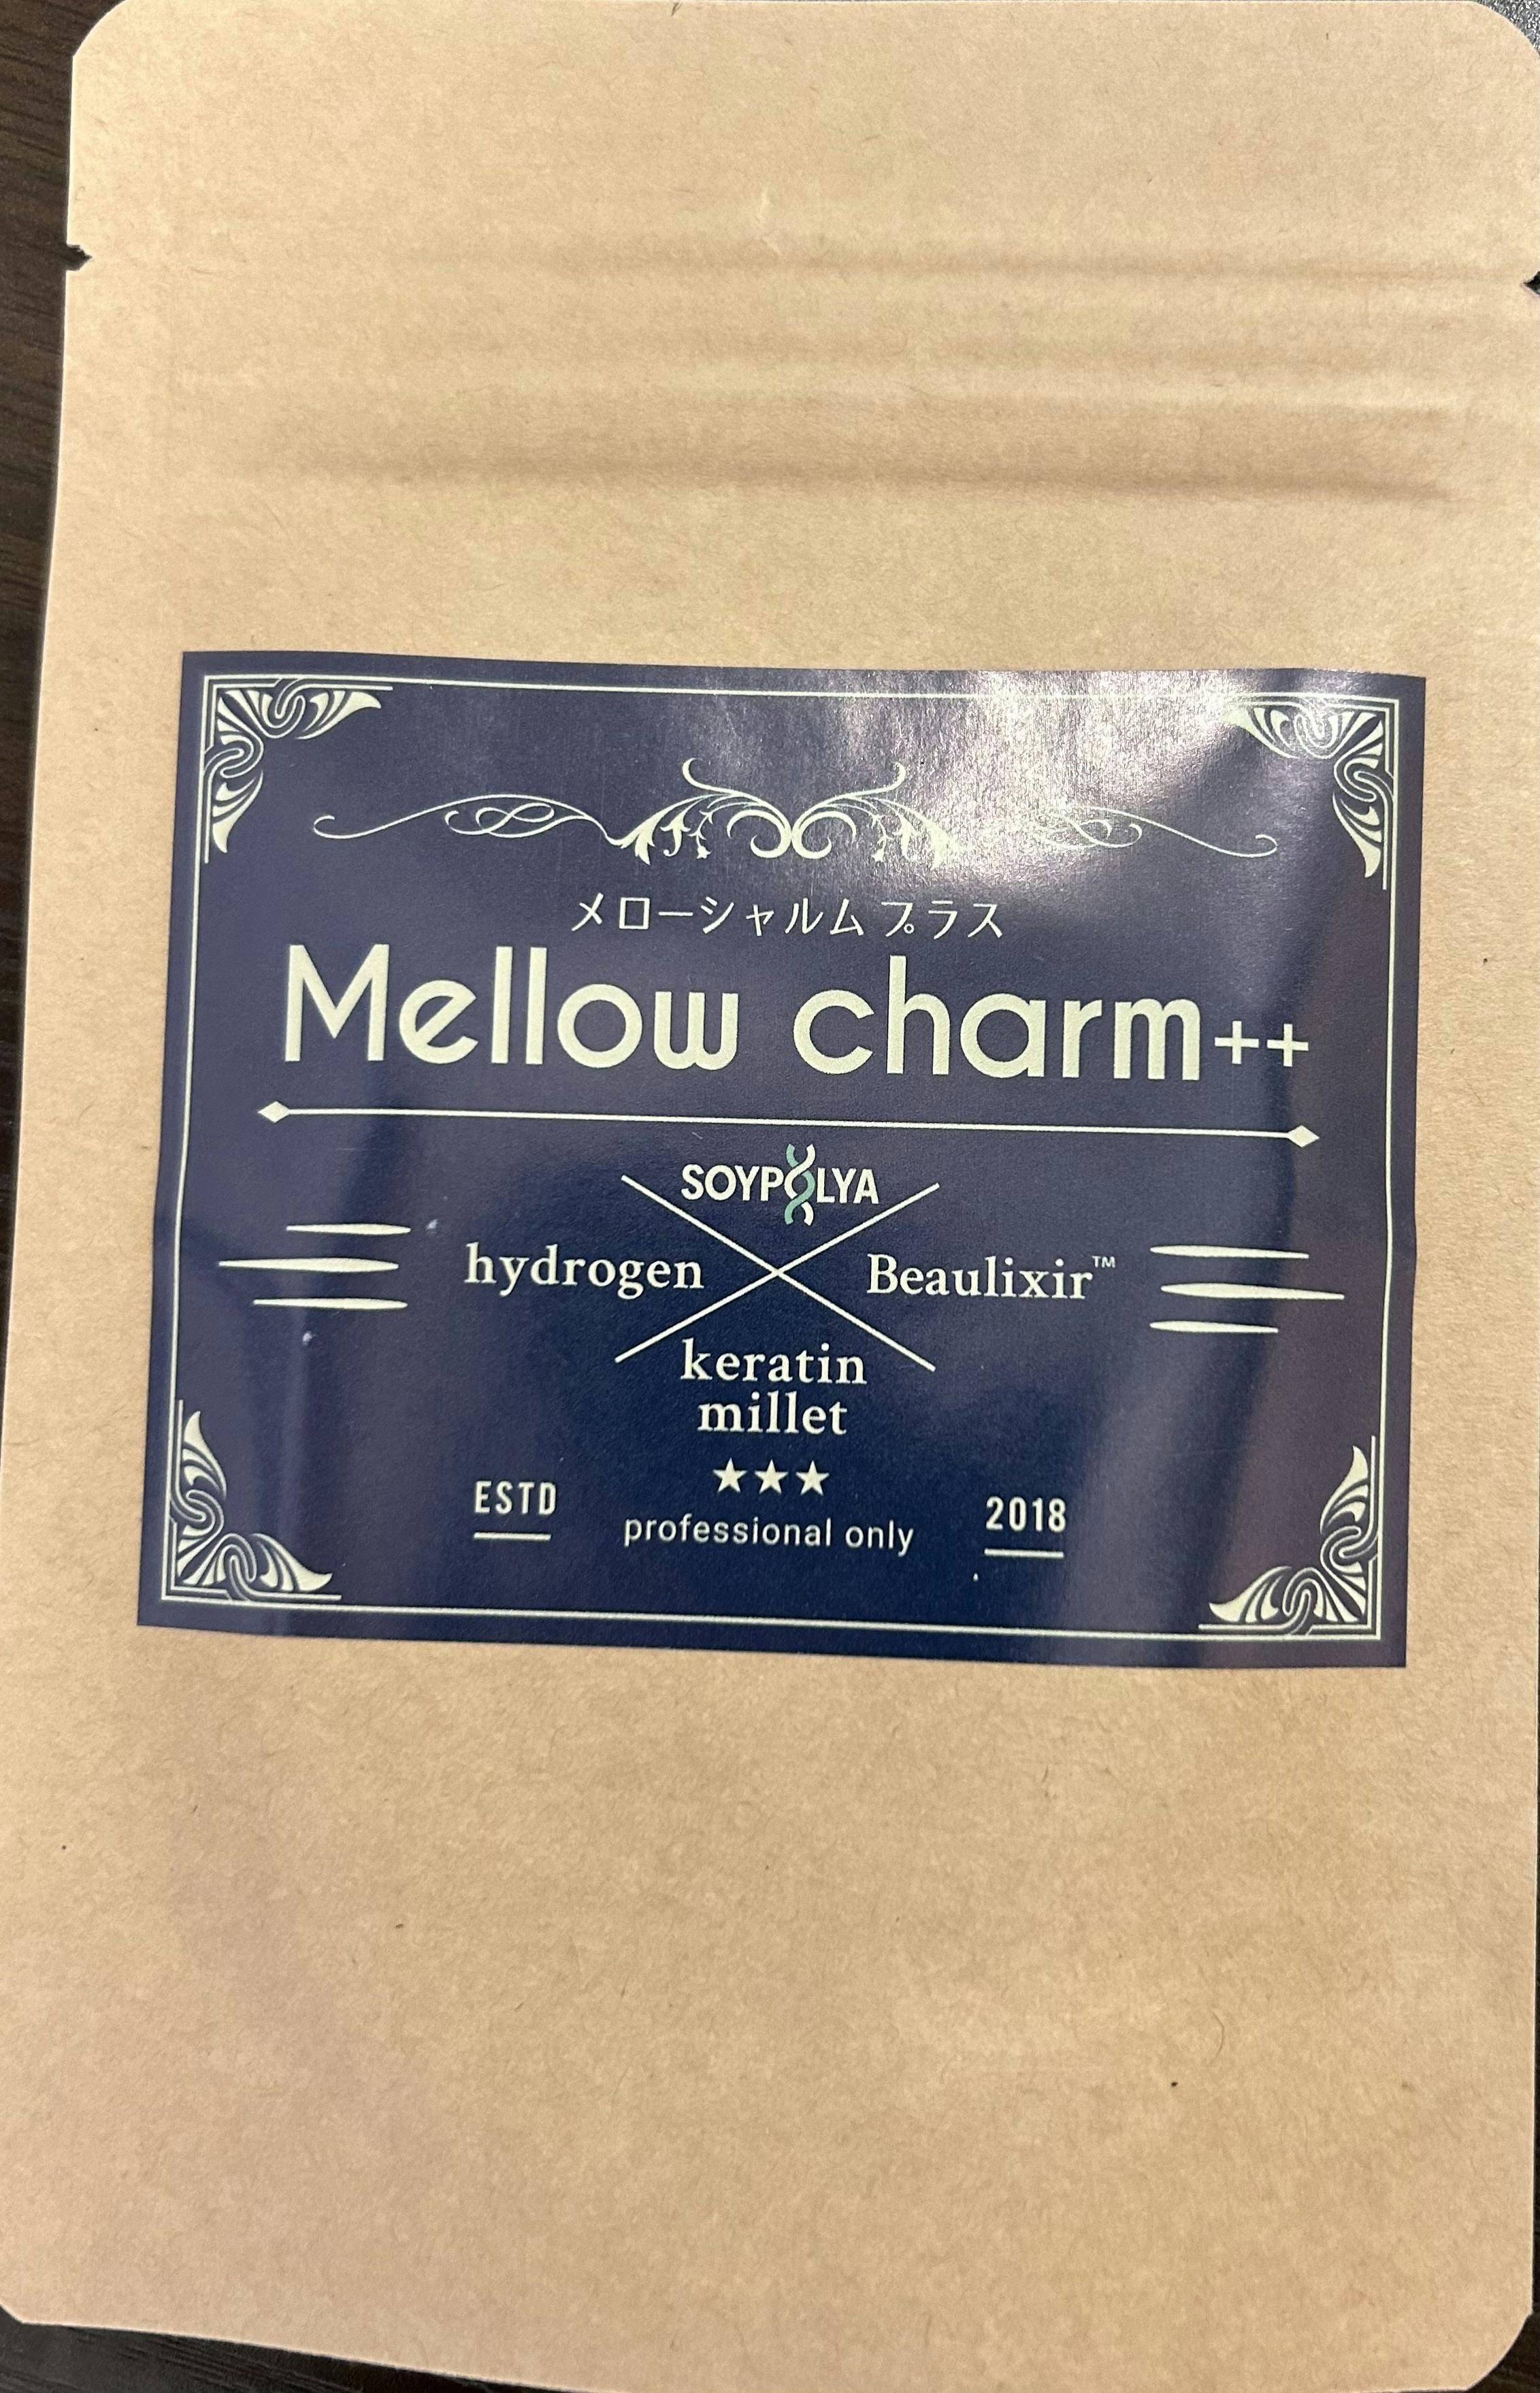 メローシャルム プラス
Mellow charm++
SOYPOLYA
hydrogen
Beaulixir™
keratin
millet
★★★
ESTD
professional only
2018